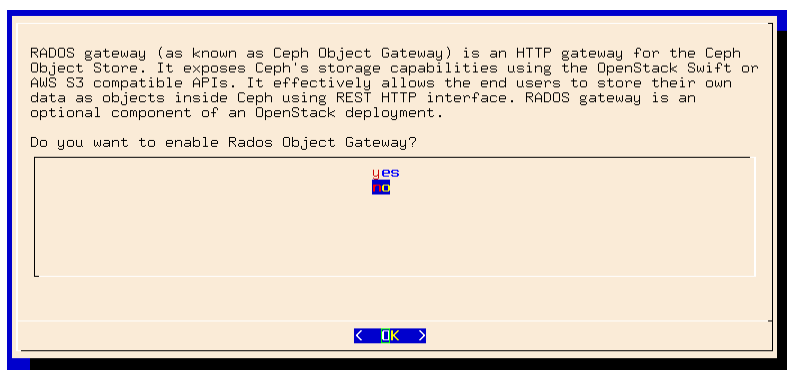 RADOS gateway (as known as Ceph Object Gateway) is an HTTP gateway for the Ceph
Object Store. It exposes Ceph's storage capabilities using the OpenStack Swift or
AWS S3 compatible APIs. It effectively allows the end users to store their own
data as objects inside Ceph using REST HTTP interface. RADOS gateway is an
optional component of an OpenStack deployment.
Do you want to enable Rados Object Gateway?
yes
no
< OK >